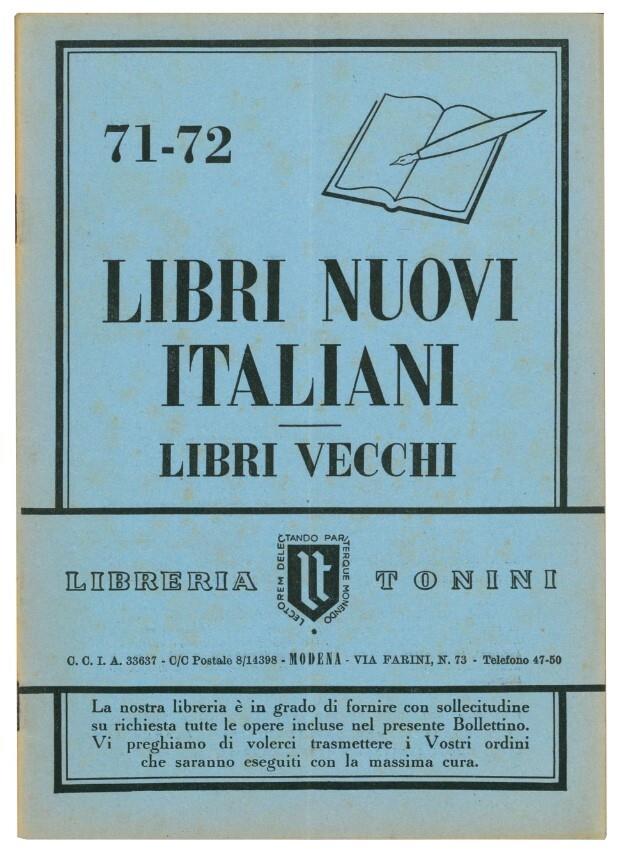 71-72
LIBRI NUOVI
ITALIANI
LIBRI VECCHI
LECTOREM DELECTANDO PARITERQUE MONENDO
LIBRERIA lt TONINI
C. C. I. A. 33637 - C/C Postale 8/14398 - MODENA - VIA FARINI, N. 73 - Telefono 47-50
La nostra libreria è in grado di fornire con sollecitudine
su richiesta tutte le opere incluse nel presente Bollettino.
Vi preghiamo di volerci trasmettere i Vostri ordini
che saranno eseguiti con la massima cura.